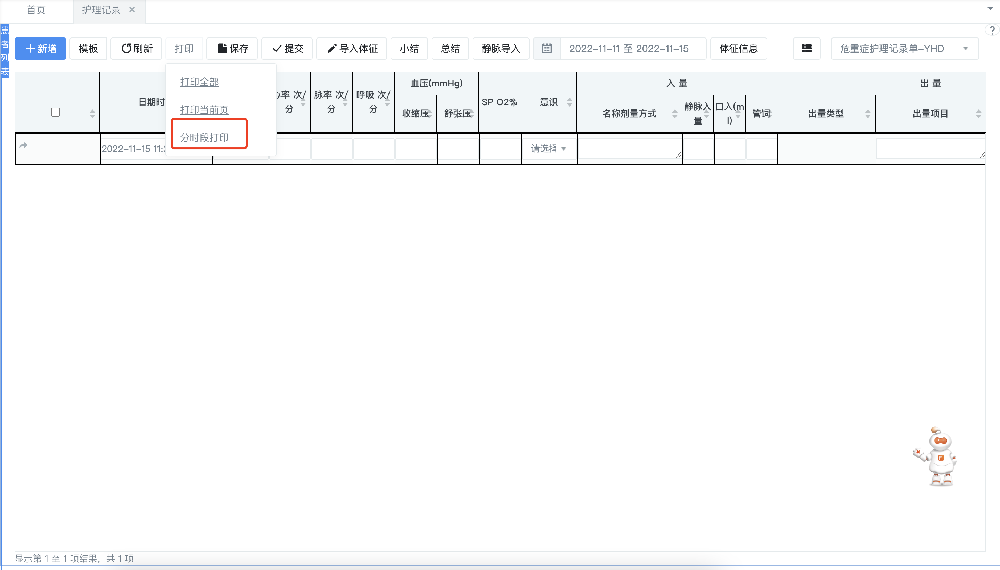 首页
护理记录 ×
患者列表
?
+ 新增 模板 刷新 打印 保存 提交 导入体征 小结 总结 静脉导入 2022-11-11 至 2022-11-15 体征信息 危重症护理记录单-YHD
打印全部
打印当前页
分时段打印
日期时
率 次/分
脉率 次/分
呼吸 次/分
血压(mmHg)
收缩压
舒张压
SP O2%
意识
入 量
名称剂量方式
静脉入量
口入(ml)
管饲
出 量
出量类型
出量项目
2022-11-15 11:
请选择
F
显示第 1 至 1 项结果，共 1 项